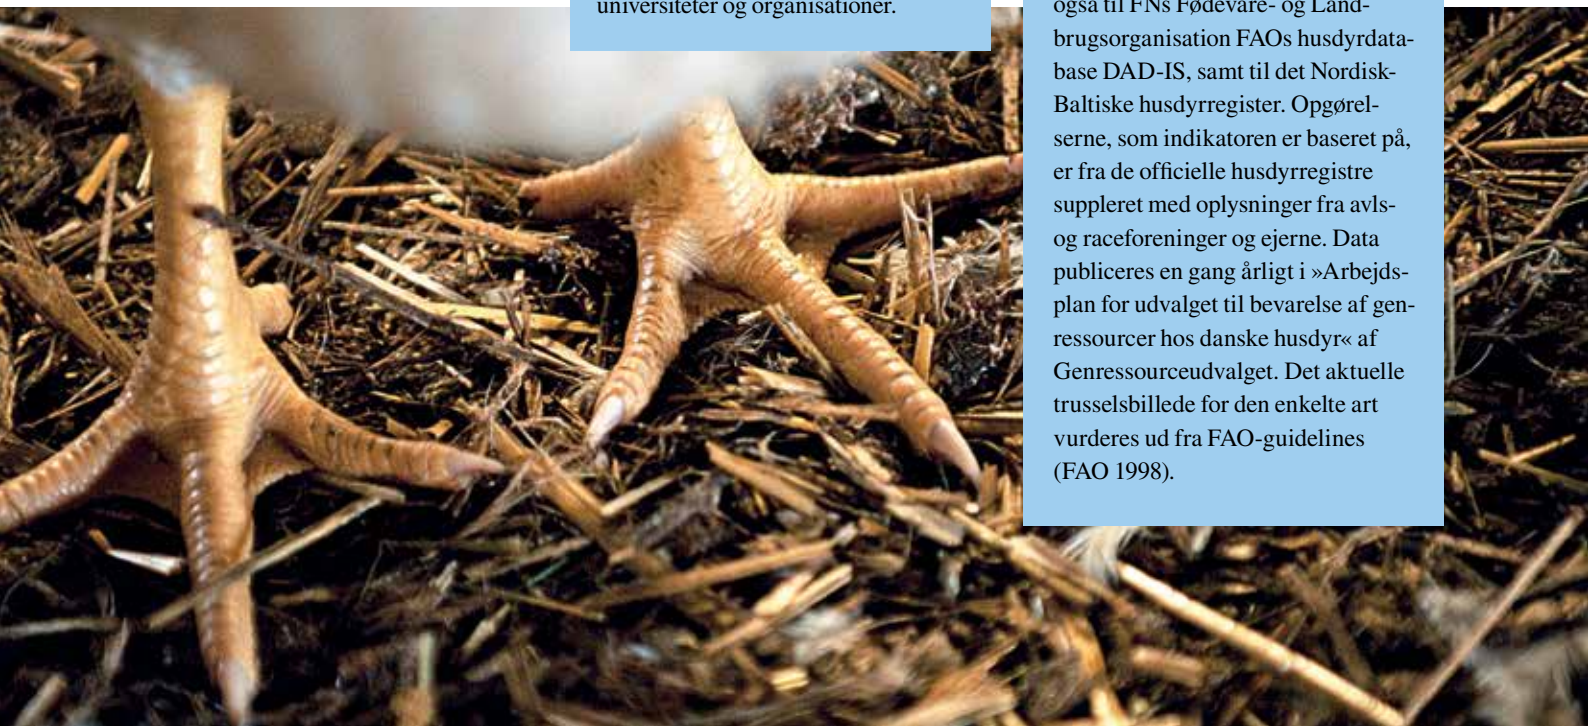 universiteter og organisationer.
også til FNs Fødevare- og Land-
brugsorganisation FAOs husdyrdata-
base DAD-IS, samt til det Nordisk-
Baltiske husdyrregister. Opgørel-
serne, som indikatoren er baseret på,
er fra de officielle husdyrregistre
suppleret med oplysninger fra avls-
og raceforeninger og ejerne. Data
publiceres en gang årligt i »Arbejds-
plan for udvalget til bevarelse af gen-
ressourcer hos danske husdyr« af
Genressourceudvalget. Det aktuelle
trusselsbillede for den enkelte art
vurderes ud fra FAO-guidelines
(FAO 1998).